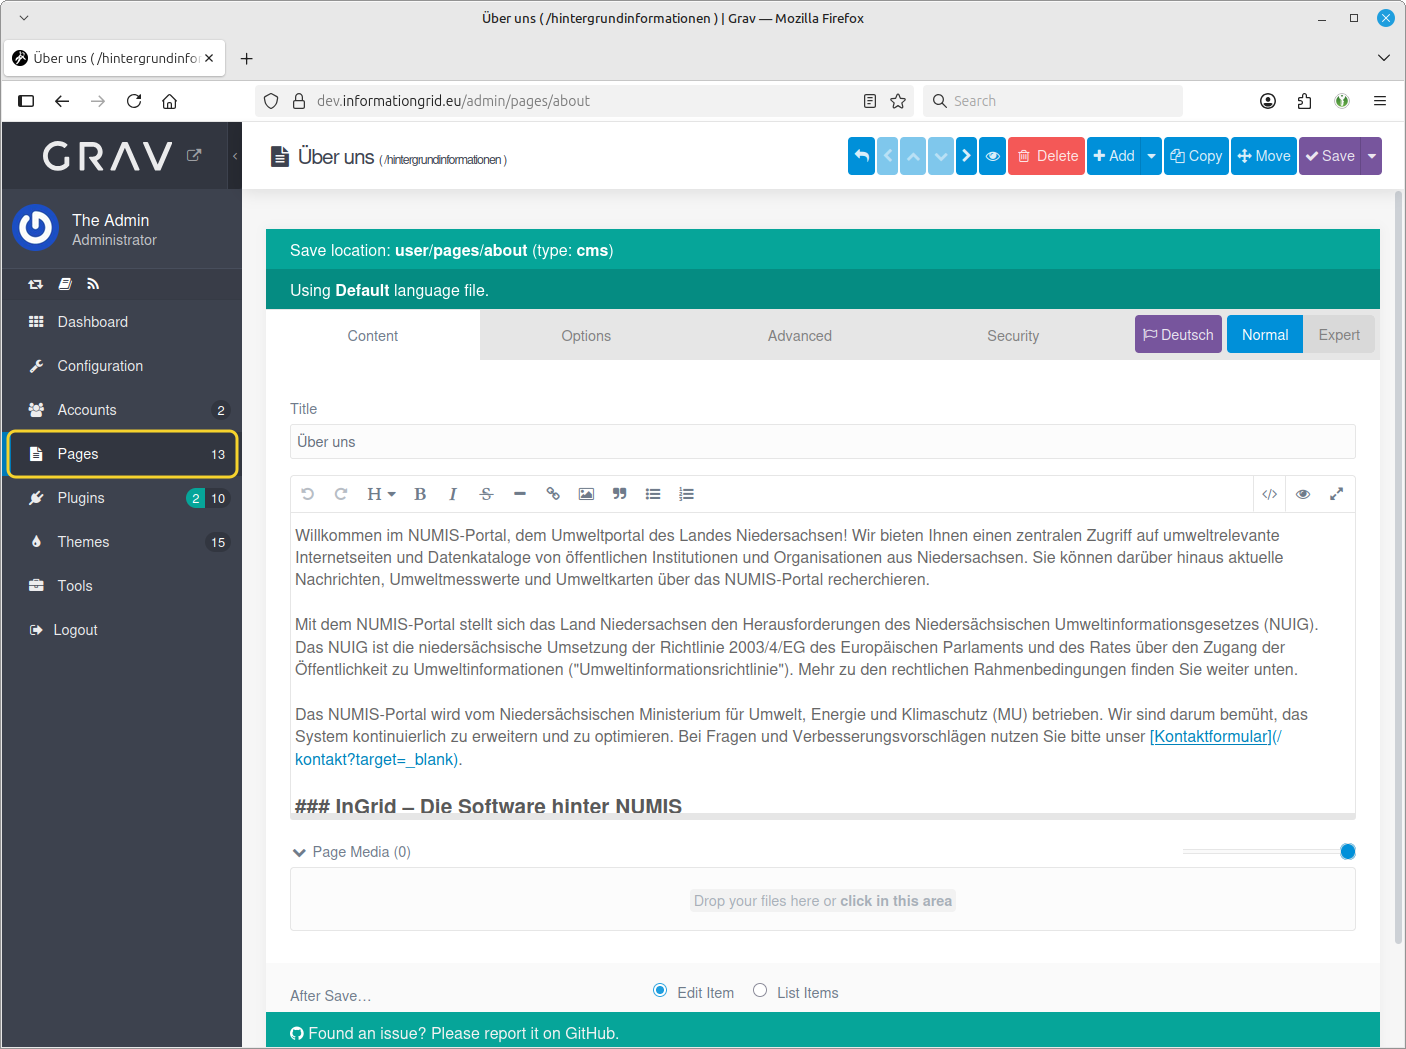 Über uns ( /hintergrundinformationen ) | Grav — Mozilla Firefox
Über uns ( /hintergrundinfo
dev.informationgrid.eu/admin/pages/about
Search
GRAV
Über uns ( /hintergrundinformationen )
Delete
Add
Copy
Move
Save
The Admin
Administrator
Dashboard
Configuration
Accounts 2
Pages 13
Plugins 2 10
Themes 15
Tools
Logout
Save location: user/pages/about (type: cms)
Using Default language file.
Content
Options
Advanced
Security
Deutsch
Normal
Expert
Title
Über uns
H B I S
Willkommen im NUMIS-Portal, dem Umweltportal des Landes Niedersachsen! Wir bieten Ihnen einen zentralen Zugriff auf umweltrelevante
Internetseiten und Datenkataloge von öffentlichen Institutionen und Organisationen aus Niedersachsen. Sie können darüber hinaus aktuelle
Nachrichten, Umweltmesswerte und Umweltkarten über das NUMIS-Portal recherchieren.
Mit dem NUMIS-Portal stellt sich das Land Niedersachsen den Herausforderungen des Niedersächsischen Umweltinformationsgesetzes (NUIG).
Das NUIG ist die niedersächsische Umsetzung der Richtlinie 2003/4/EG des Europäischen Parlaments und des Rates über den Zugang der
Öffentlichkeit zu Umweltinformationen ("Umweltinformationsrichtlinie"). Mehr zu den rechtlichen Rahmenbedingungen finden Sie weiter unten.
Das NUMIS-Portal wird vom Niedersächsischen Ministerium für Umwelt, Energie und Klimaschutz (MU) betrieben. Wir sind darum bemüht, das
System kontinuierlich zu erweitern und zu optimieren. Bei Fragen und Verbesserungsvorschlägen nutzen Sie bitte unser [Kontaktformular](/
kontakt?target=_blank).
### InGrid – Die Software hinter NUMIS
Page Media (0)
Drop your files here or click in this area
After Save…
Edit Item
List Items
Found an issue? Please report it on GitHub.